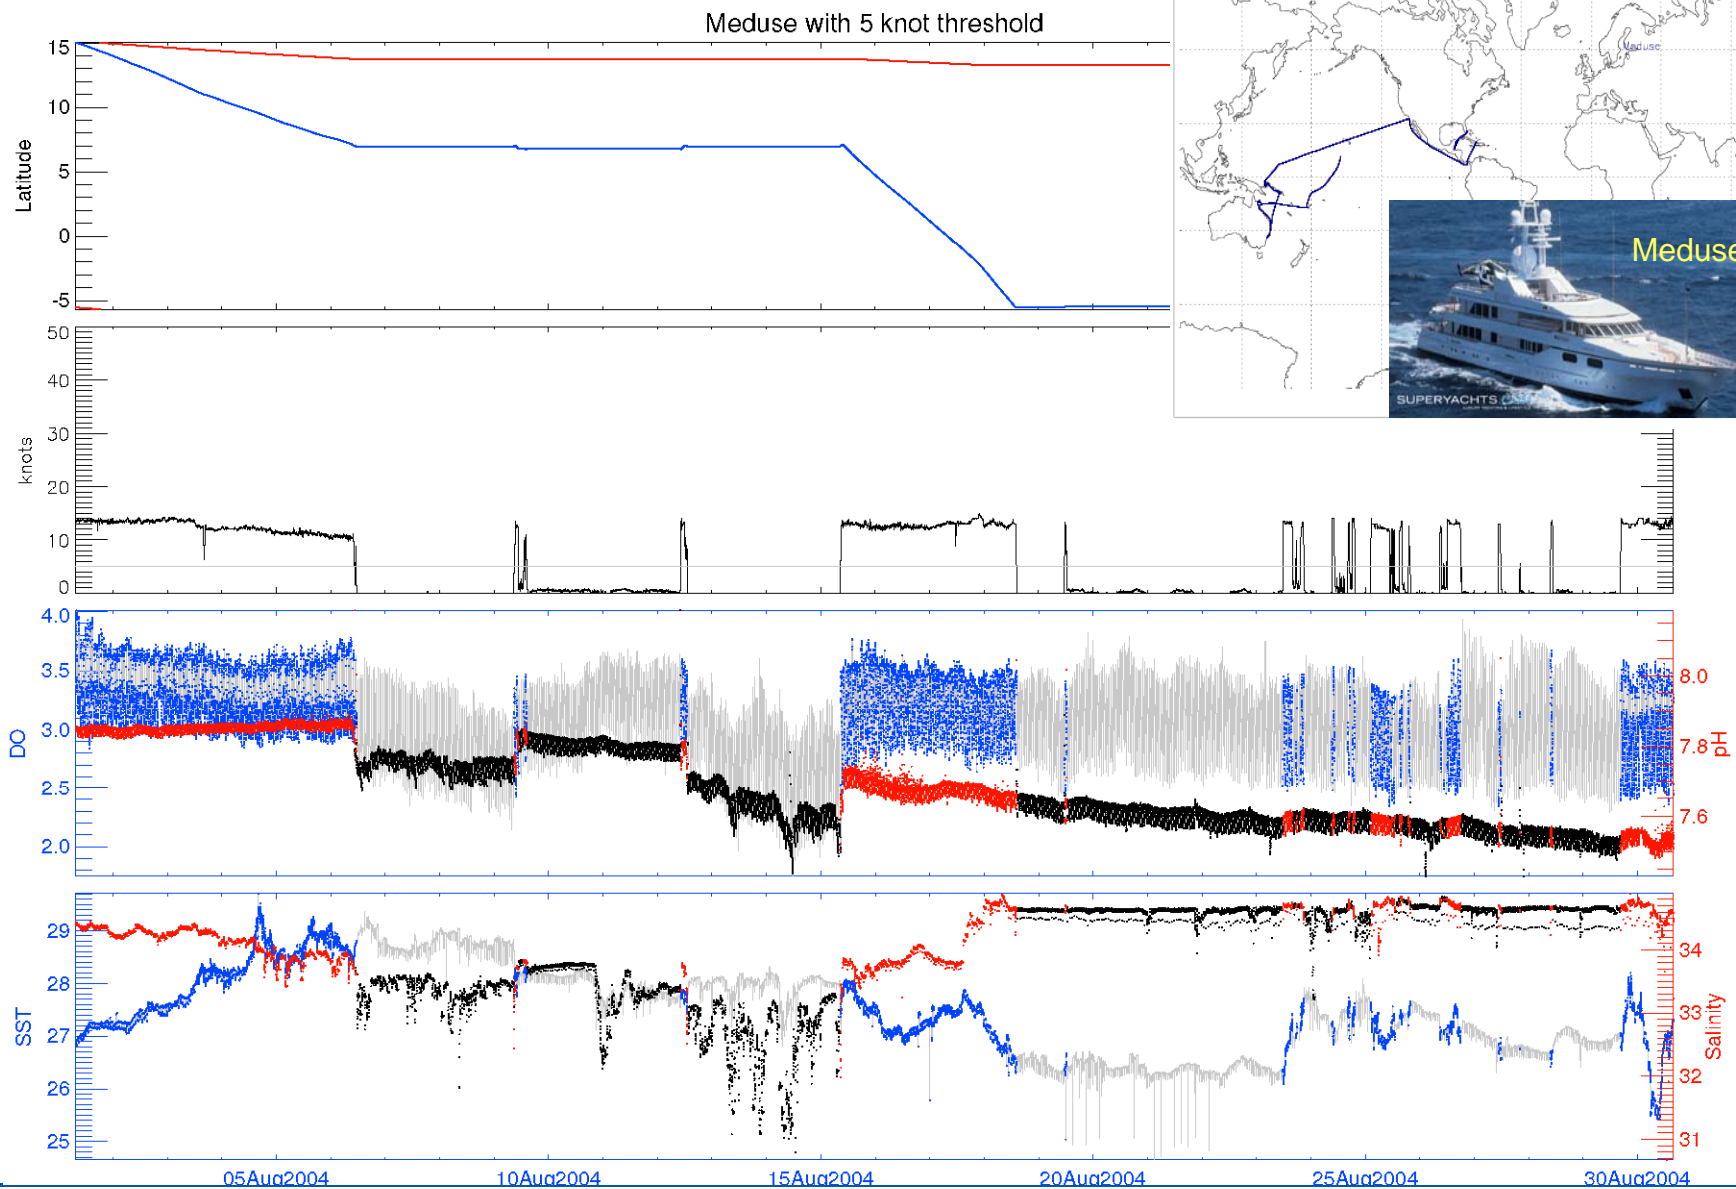 Meduse with 5 knot threshold
Meduse
15
10
5
0
-5
Latitude
Meduse
SUPERYACHTS
50
40
30
20
10
0
knots
4.0
3.5
3.0
2.5
2.0
DO
8.0
7.8
7.6
pH
29
28
27
26
25
SST
34
33
32
31
Salinity
05Aug2004 10Aug2004 15Aug2004 20Aug2004 25Aug2004 30Aug2004